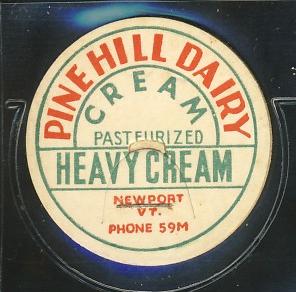 PINE HILL DAIRY
CREAM
PASTEURIZED
HEAVY CREAM
NEWPORT
VT.
PHONE 59M